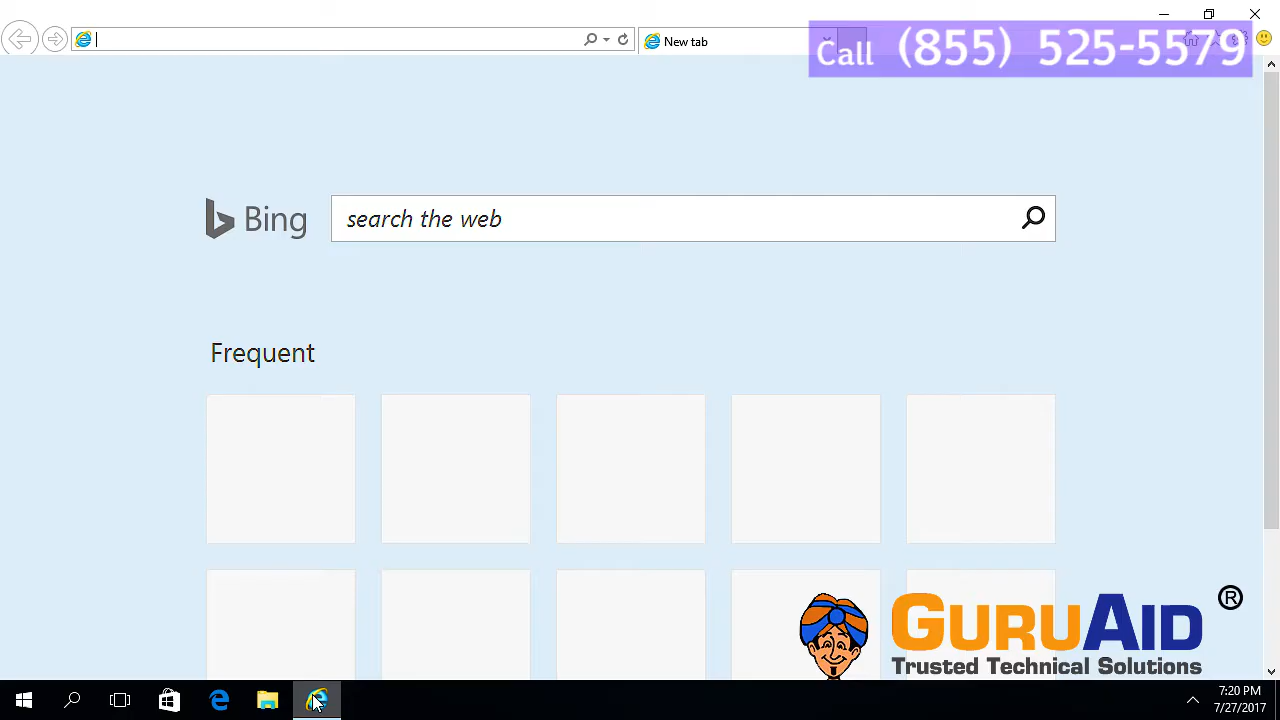 Call (855) 525-5579
New tab
Bing
search the web
Frequent
GURUAID ®
Trusted Technical Solutions
7:20 PM
7/27/2017